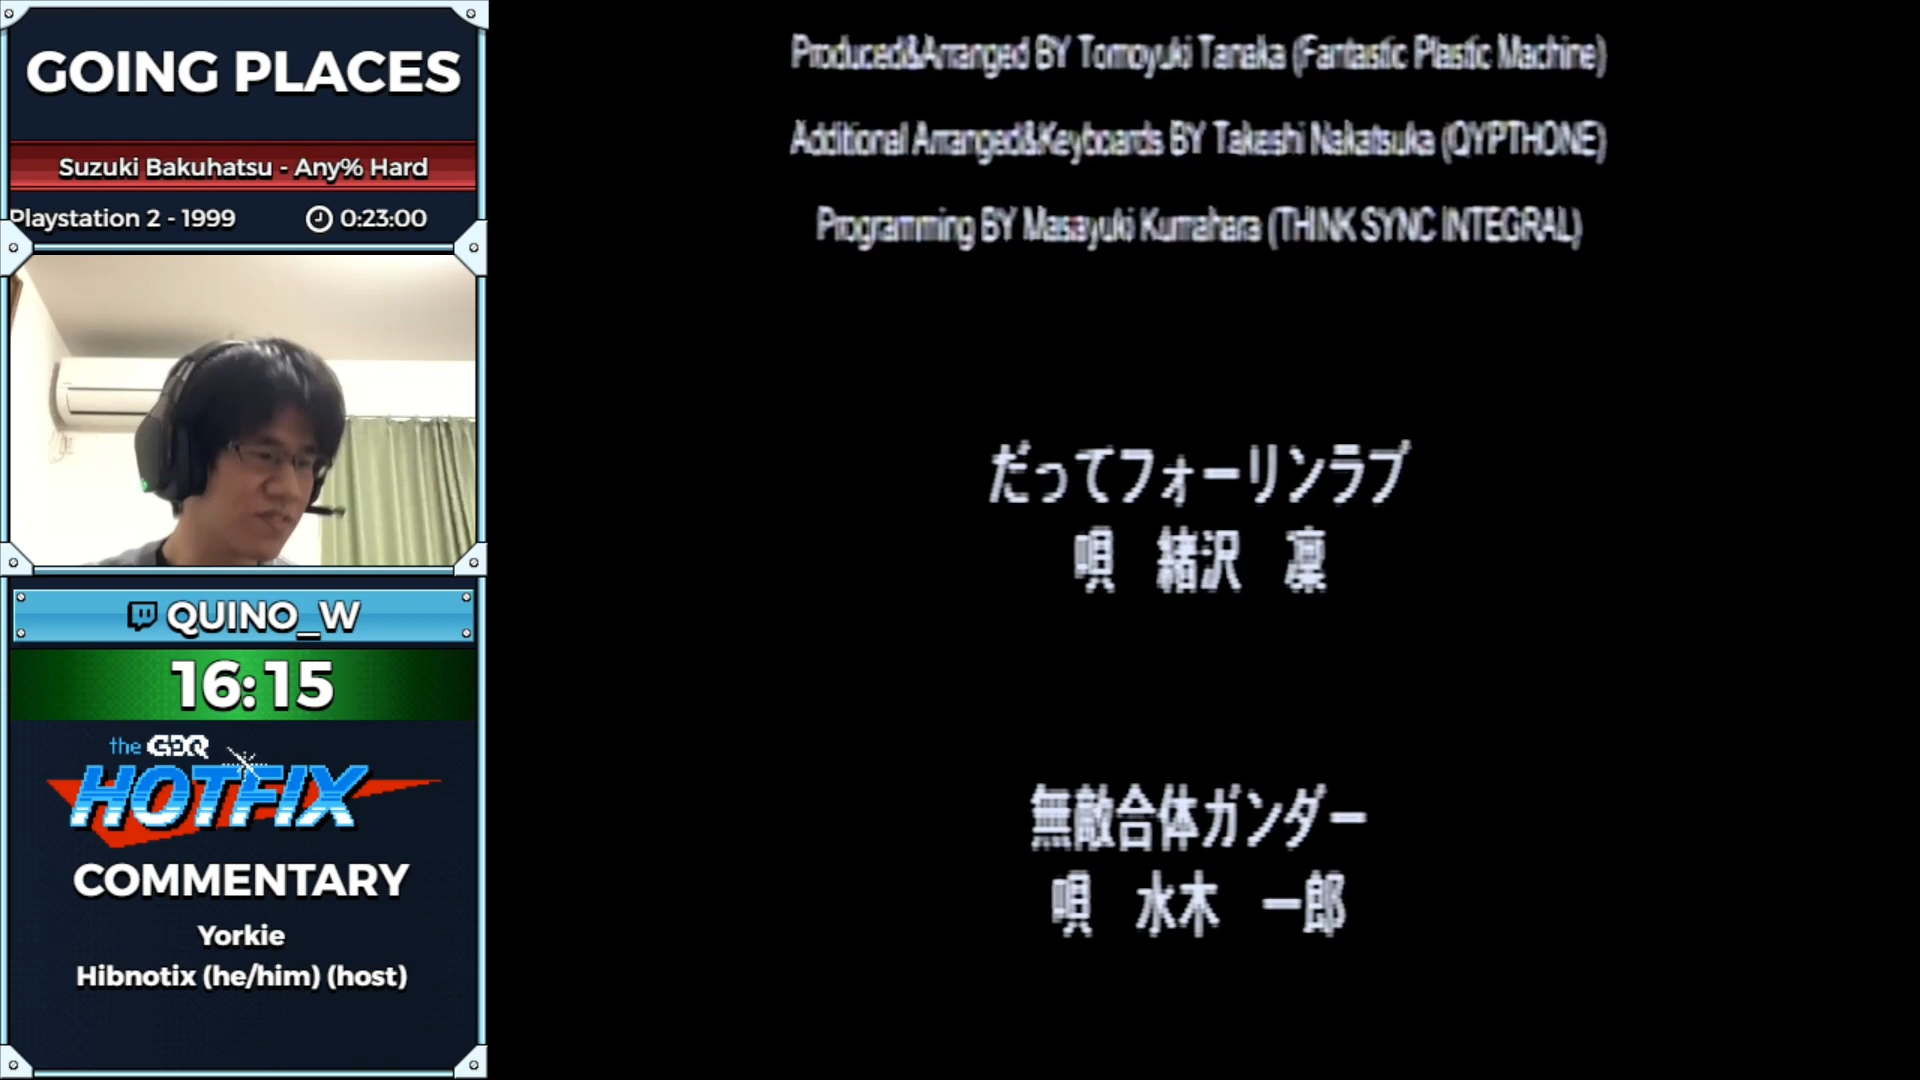 GOING PLACES
Suzuki Bakuhatsu - Any% Hard
Playstation 2 - 1999 0:23:00
QUINO_W
16:15
the GDQ
HOTFIX
COMMENTARY
Yorkie
Hibnotix (he/him) (host)
Produced&Arranged BY Tomoyuki Tanaka (Fantastic Plastic Machine)
Additional Arranged&Keyboards BY Takeshi Nakatsuka (QYPTHONE)
Programming BY Masayuki Kumahara (THINK SYNC INTEGRAL)
だってフォーリンラブ
唄 緒沢 凛
無敵合体ガンダー
唄 水木 一郎